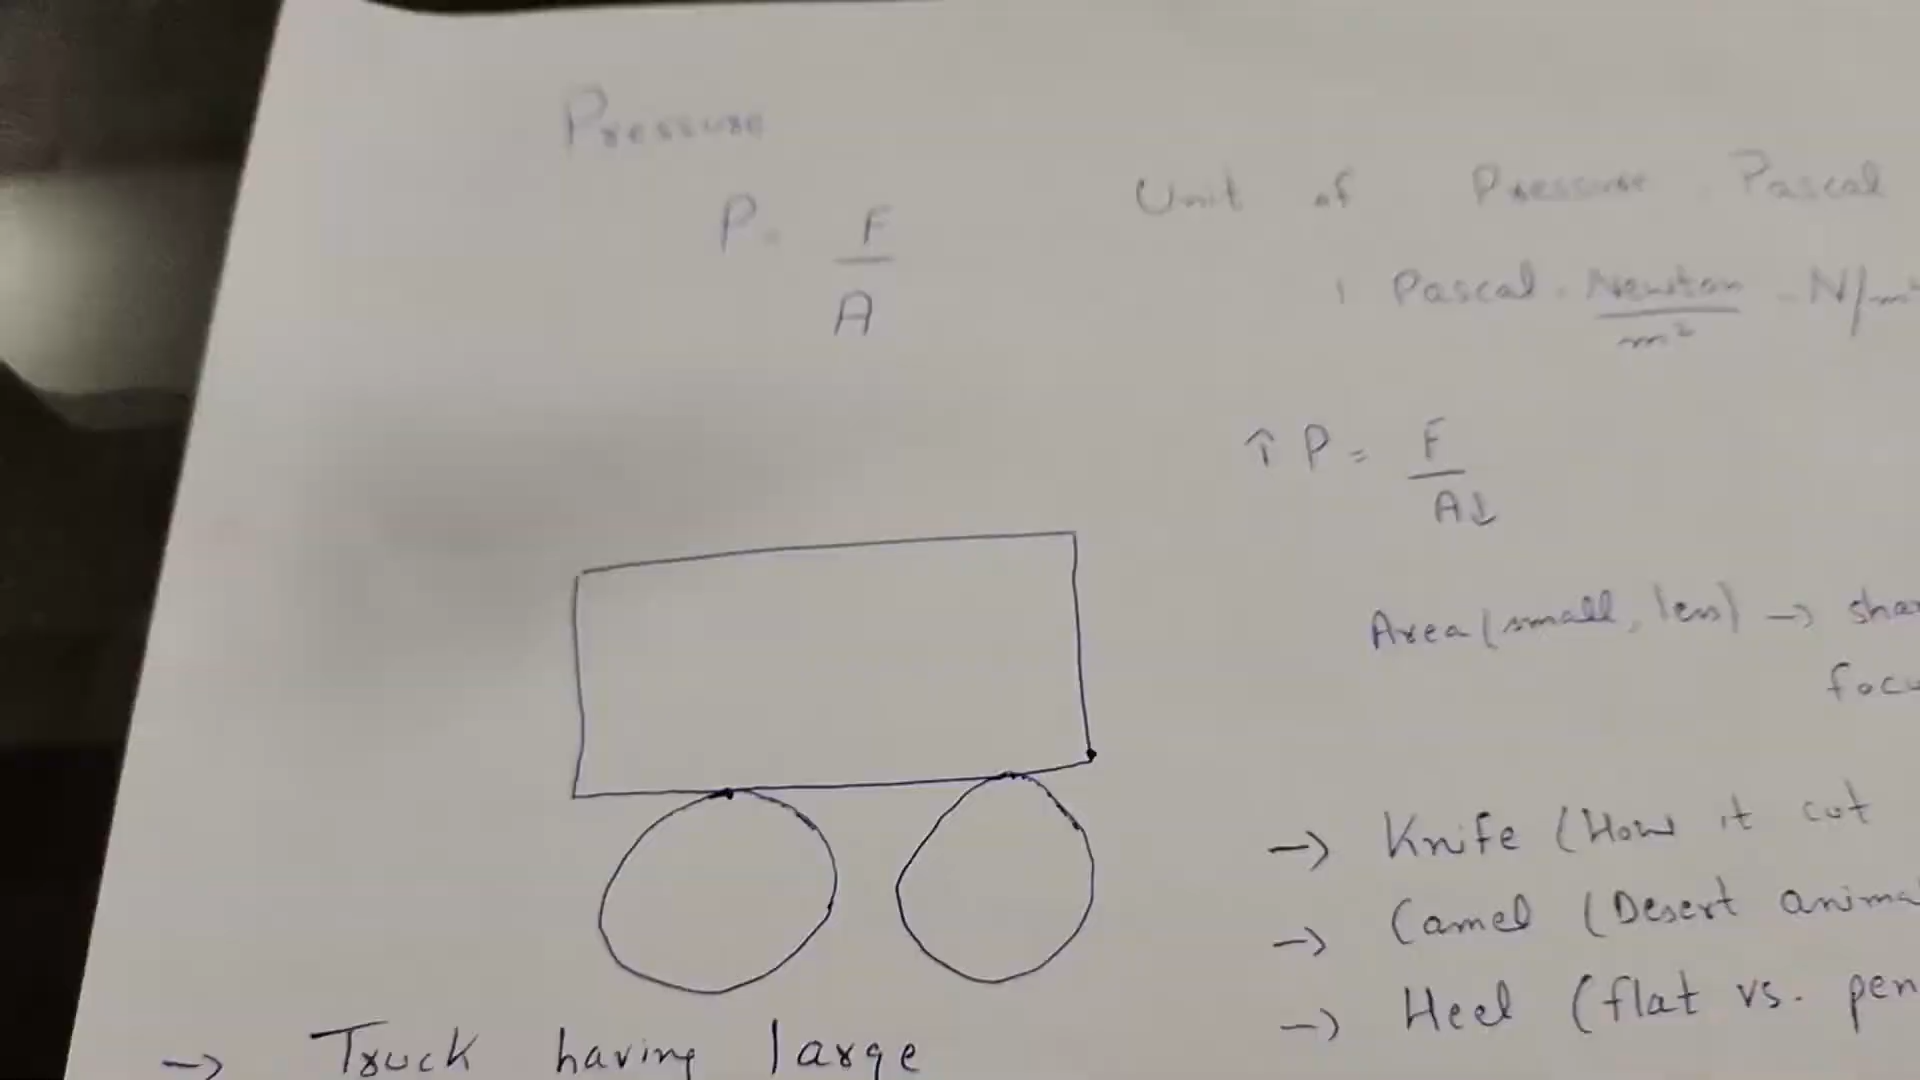 Pressure
P = F
A
Unit of Pressure Pascal
1 Pascal = Newton = N/m²
m²
↑ P = F
A↓
Area (small, less) →
→ Knife (How it cut
→ Camel (Desert
→ Heel (flat vs.
→ Truck having large